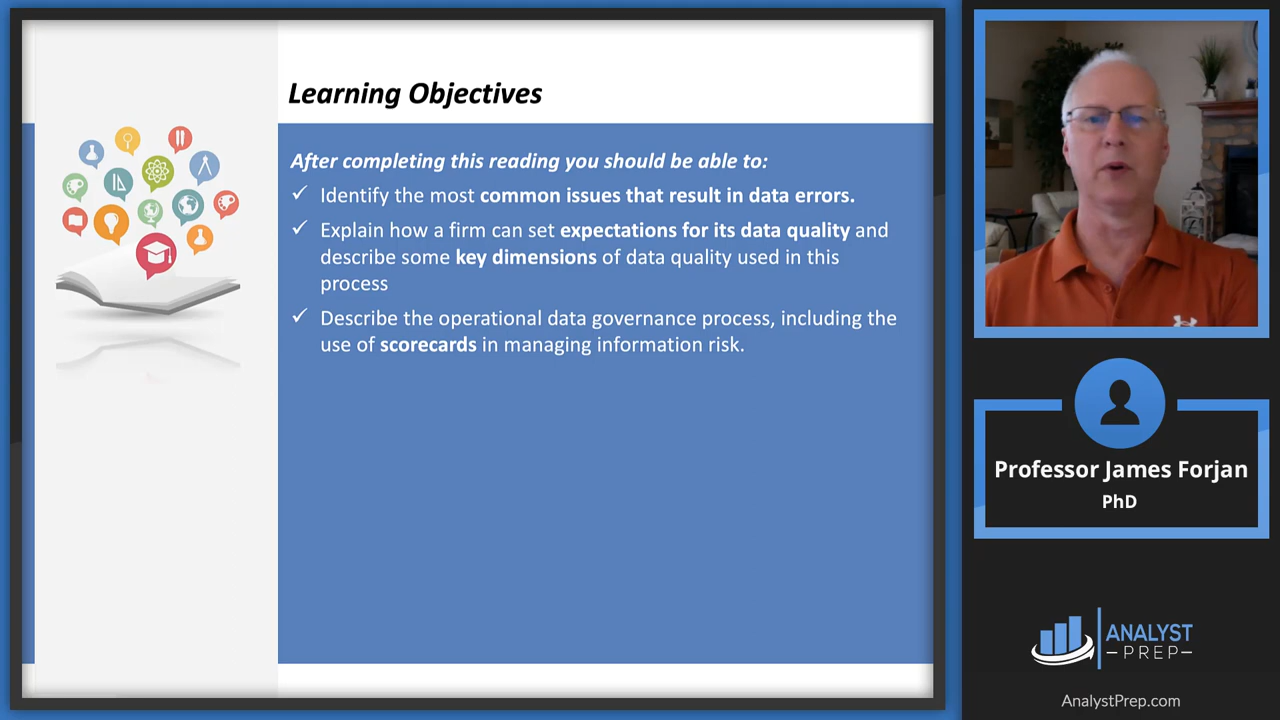 Learning Objectives
After completing this reading you should be able to:
✓ Identify the most common issues that result in data errors.
✓ Explain how a firm can set expectations for its data quality and
describe some key dimensions of data quality used in this
process
✓ Describe the operational data governance process, including the
use of scorecards in managing information risk.
Professor James Forjan
PhD
ANALYST
PREP
AnalystPrep.com